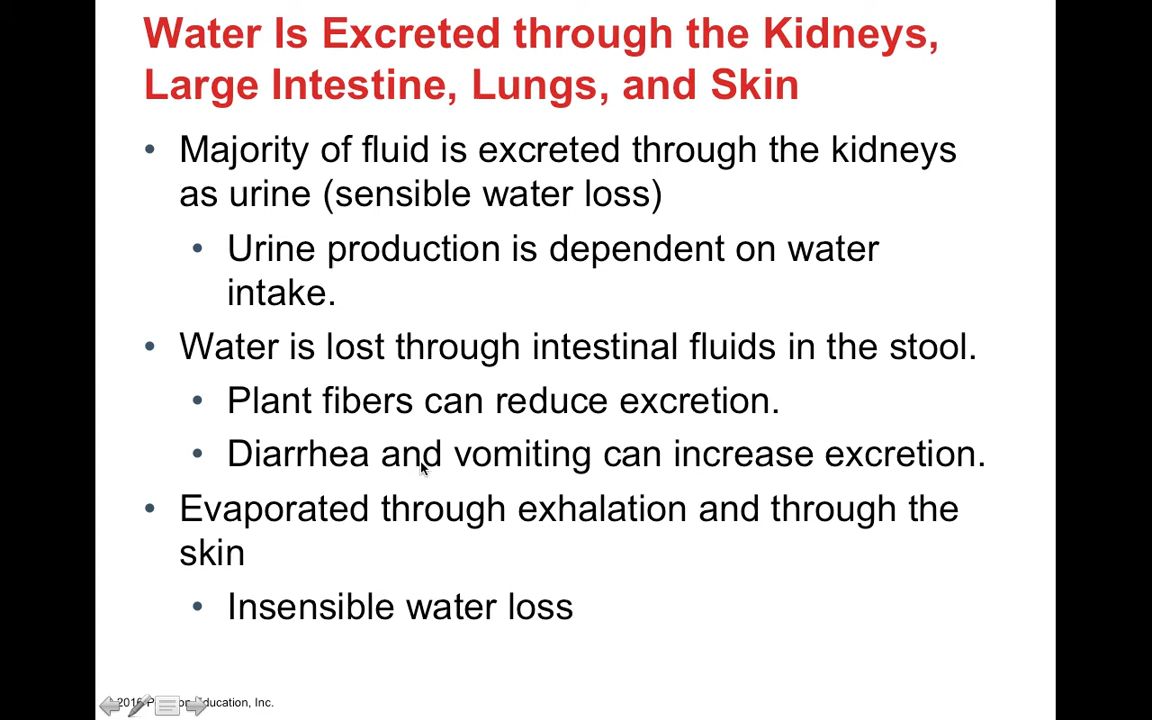 Water Is Excreted through the Kidneys,
Large Intestine, Lungs, and Skin
• Majority of fluid is excreted through the kidneys
as urine (sensible water loss)
• Urine production is dependent on water
intake.
• Water is lost through intestinal fluids in the stool.
• Plant fibers can reduce excretion.
• Diarrhea and vomiting can increase excretion.
• Evaporated through exhalation and through the
skin
• Insensible water loss
2016 Education, Inc.